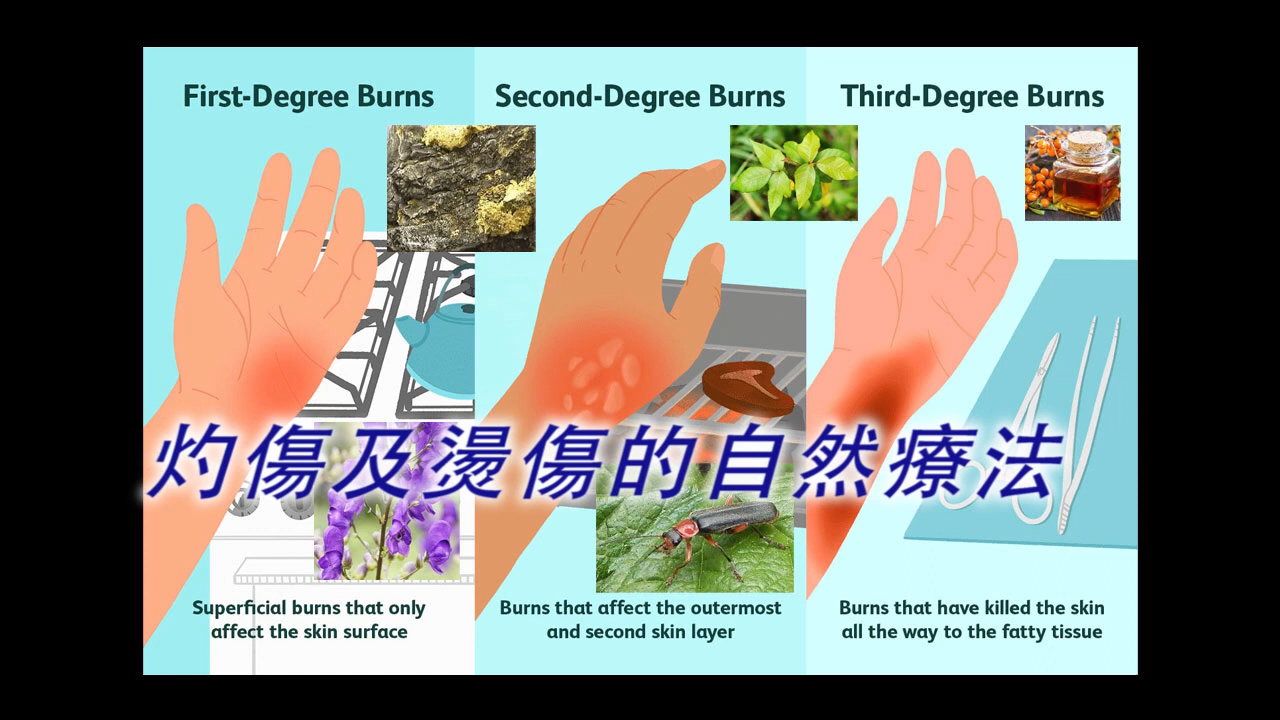 First-Degree Burns
Second-Degree Burns
Third-Degree Burns
灼傷及燙傷的自然療法
Superficial burns that only
affect the skin surface
Burns that affect the outermost
and second skin layer
Burns that have killed the skin
all the way to the fatty tissue